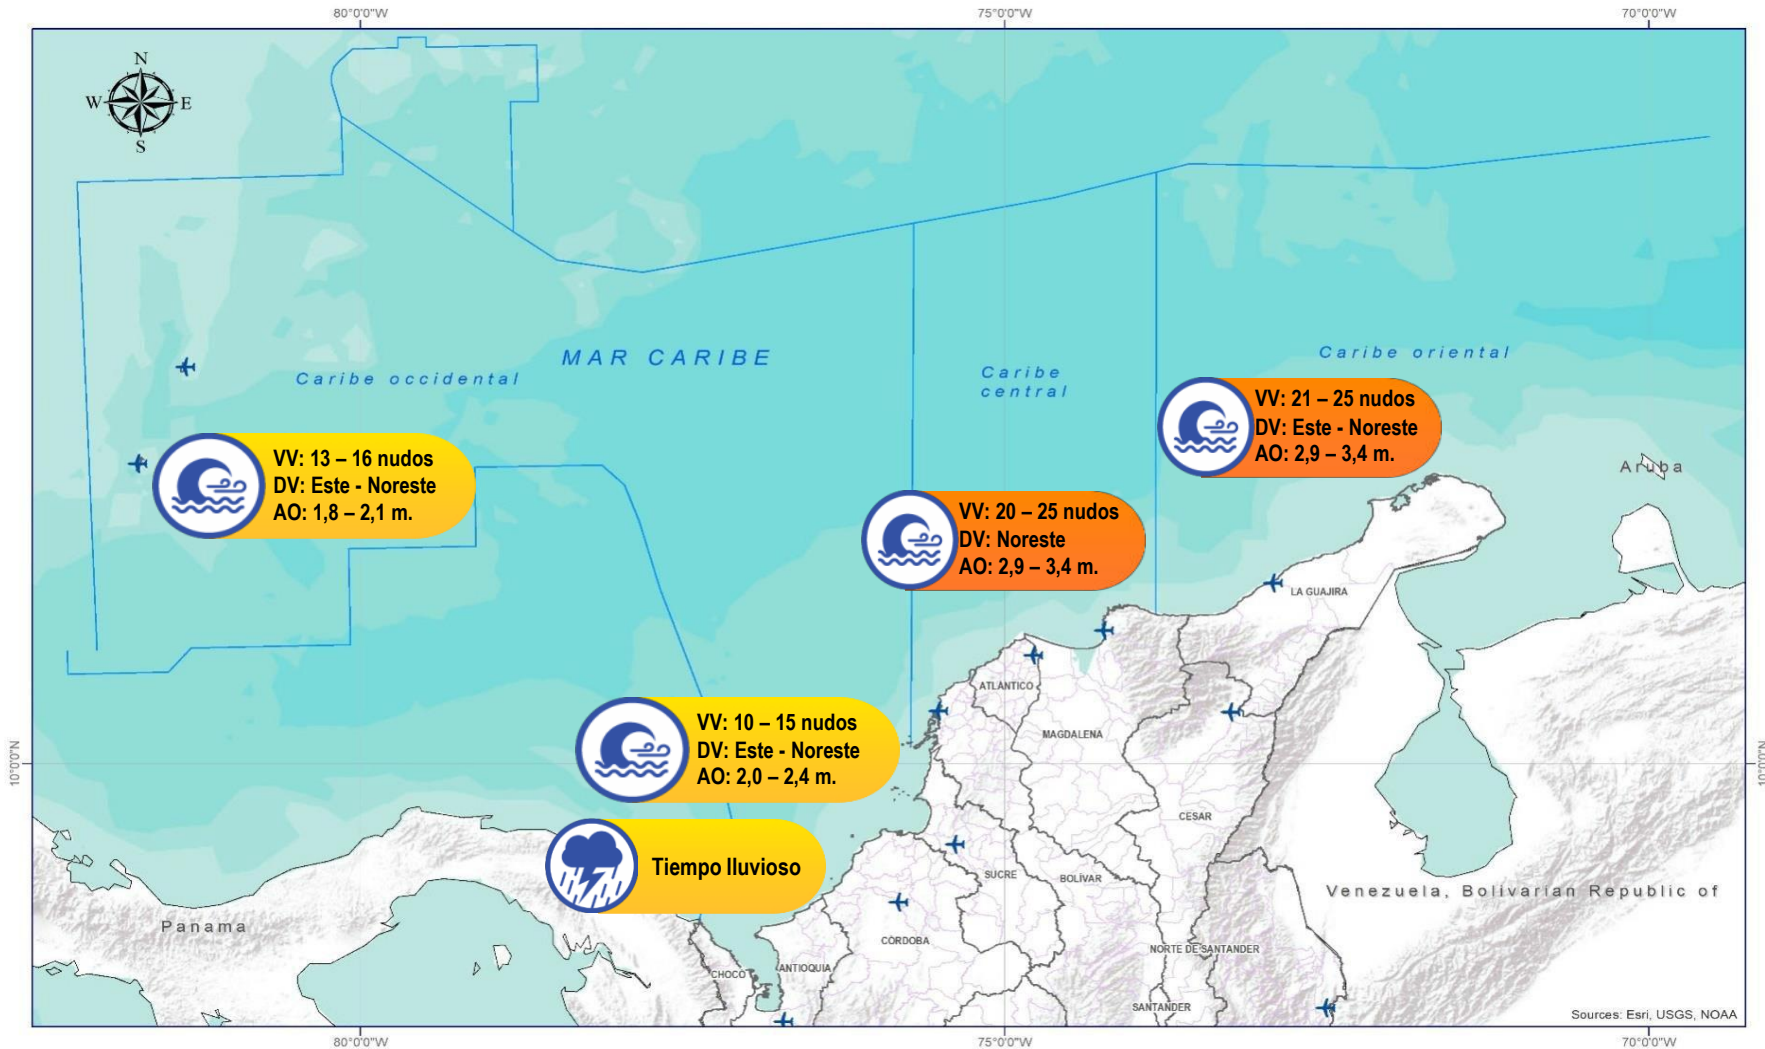 80°0'0"W
75°0'0"W
70°0'0"W
N
W
E
S
MAR CARIBE
Caribe occidental
Caribe
central
Caribe oriental
VV: 21 – 25 nudos
DV: Este - Noreste
AO: 2,9 – 3,4 m.
VV: 13 – 16 nudos
DV: Este - Noreste
AO: 1,8 – 2,1 m.
Aruba
VV: 20 – 25 nudos
DV: Noreste
AO: 2,9 – 3,4 m.
LA GUAJIRA
ATLÁNTICO
VV: 10 – 15 nudos
DV: Este - Noreste
AO: 2,0 – 2,4 m.
MAGDALENA
10°0'0"N
10°0'0"N
CESAR
Tiempo lluvioso
SUCRE
BOLÍVAR
Venezuela, Bolivarian Republic of
Panama
CÓRDOBA
NORTE DE SANTANDER
CHOCO
ANTIOQUIA
SANTANDER
Sources: Esri, USGS, NOAA
80°0'0"W
75°0'0"W
70°0'0"W